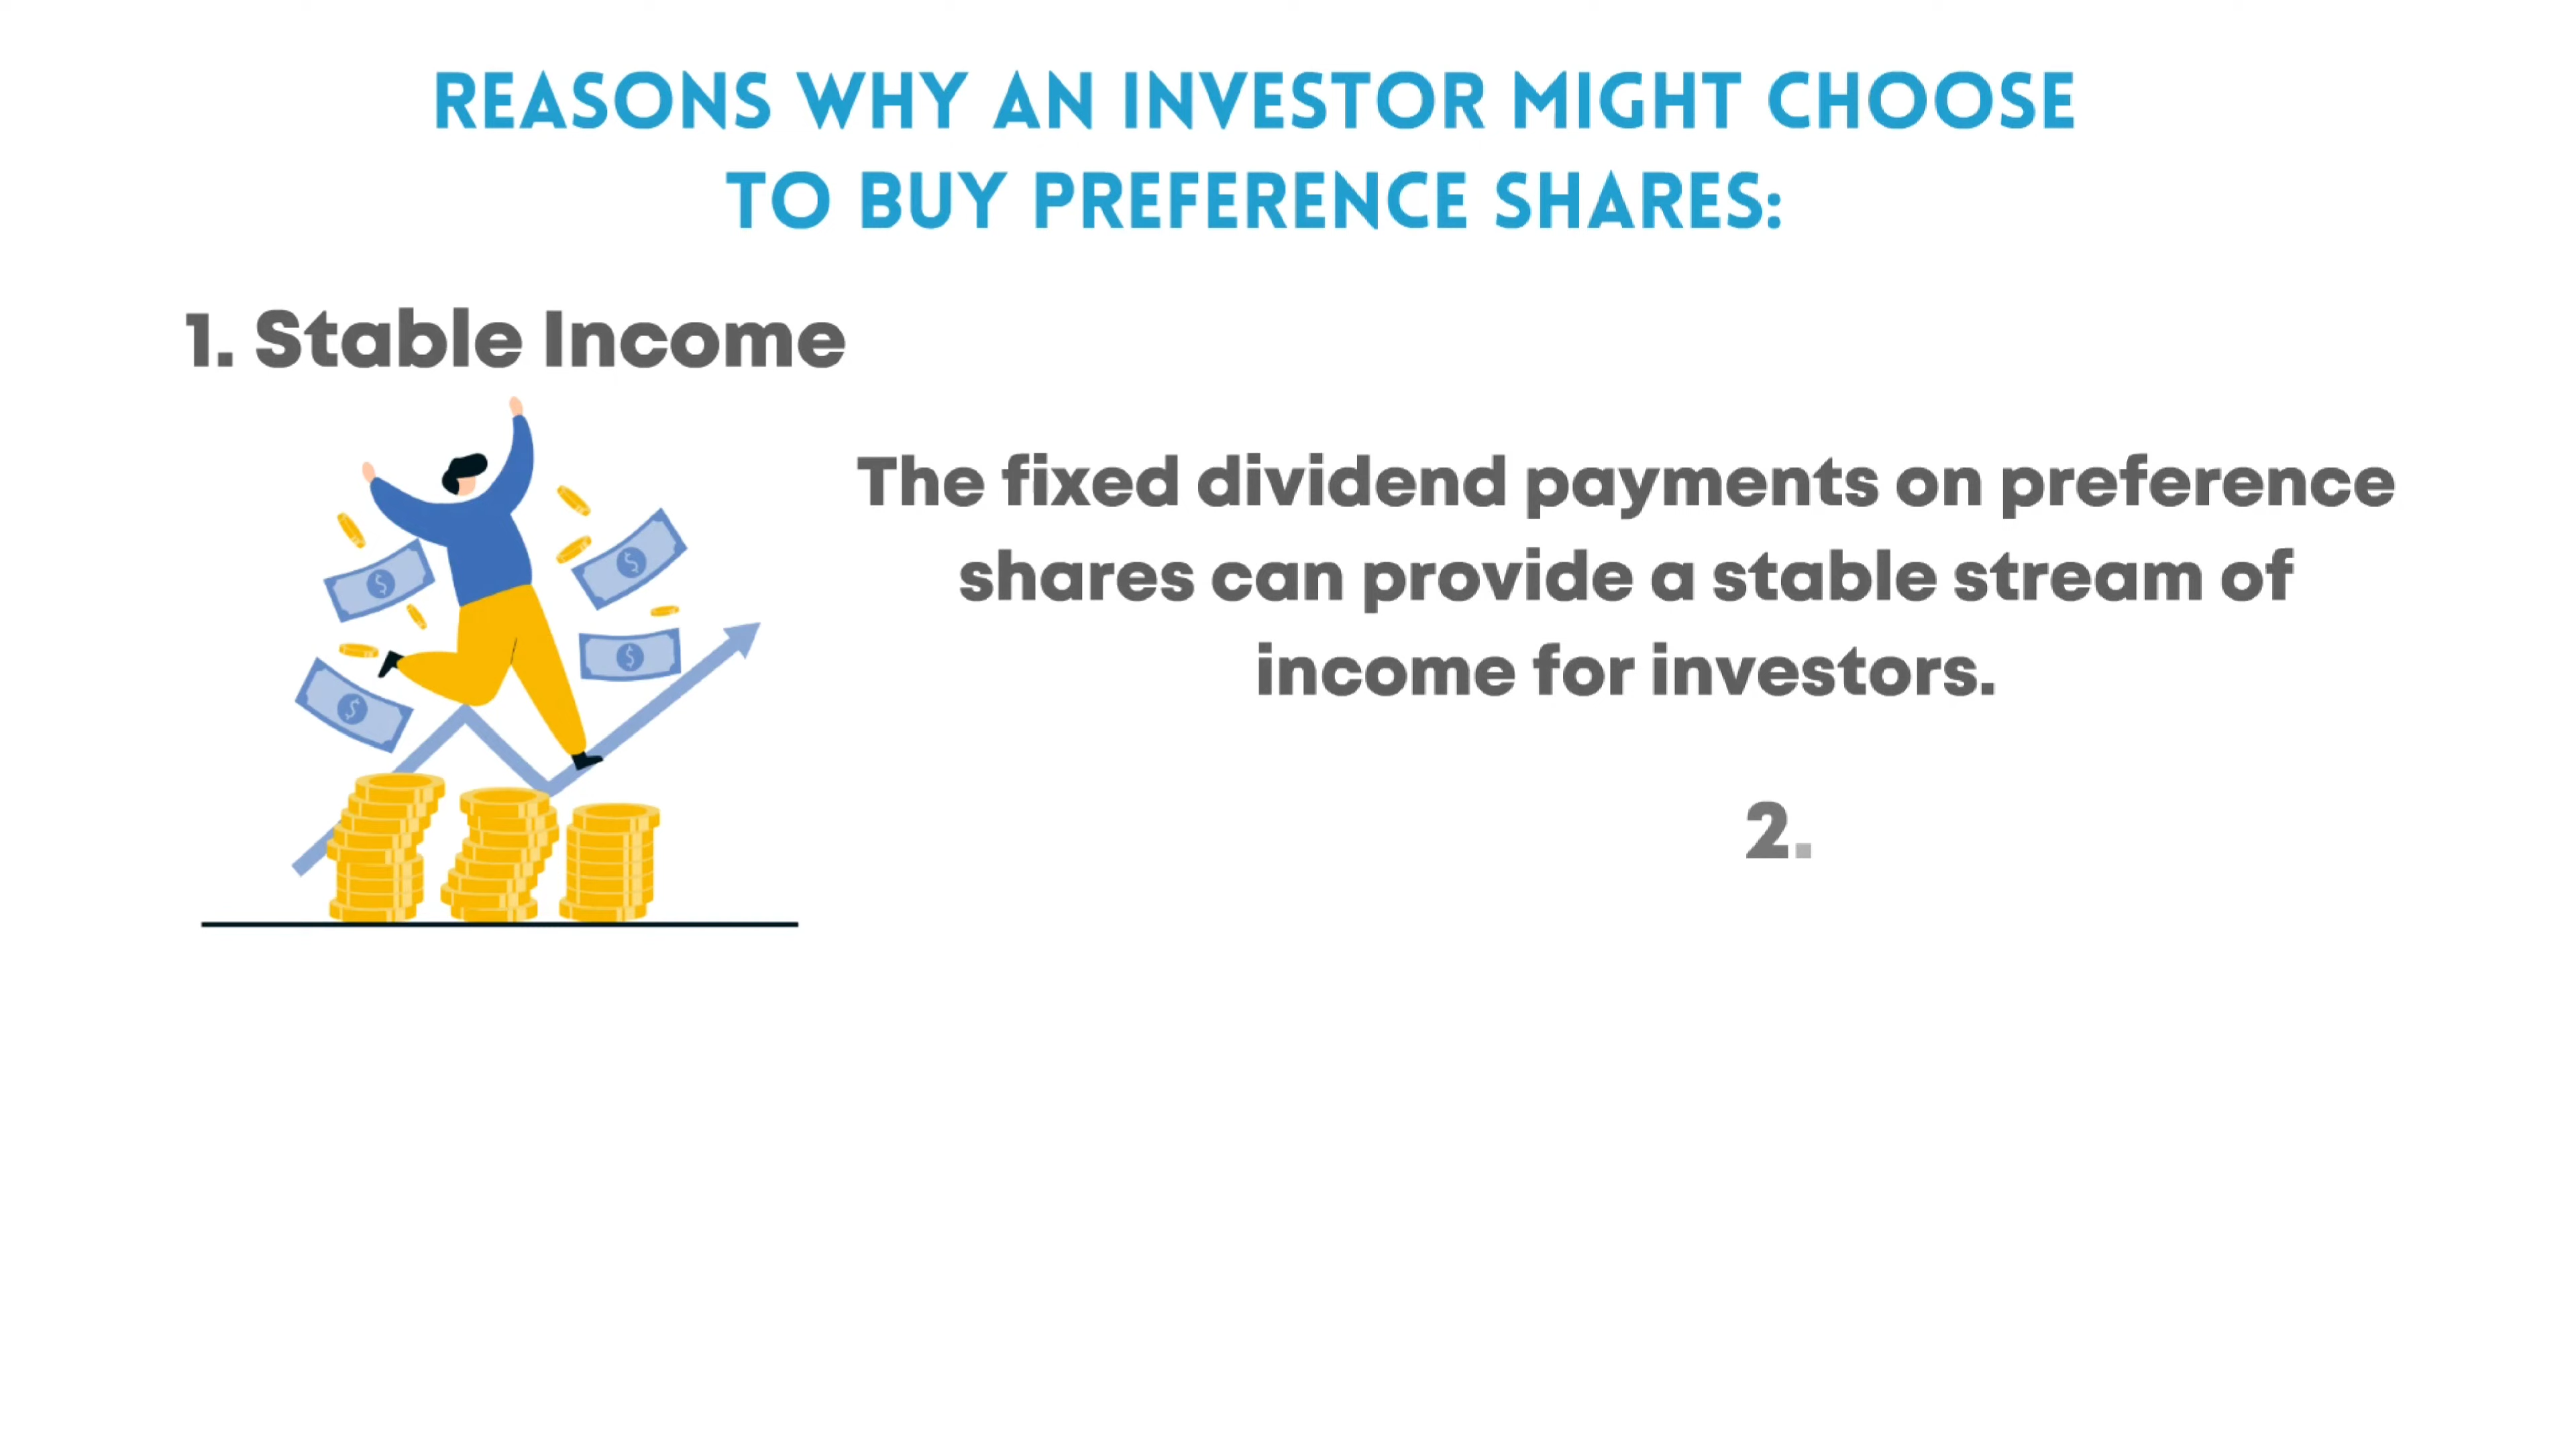 REASONS WHY AN INVESTOR MIGHT CHOOSE
TO BUY PREFERENCE SHARES:
1. Stable Income
The fixed dividend payments on preference
shares can provide a stable stream of
income for investors.
2.